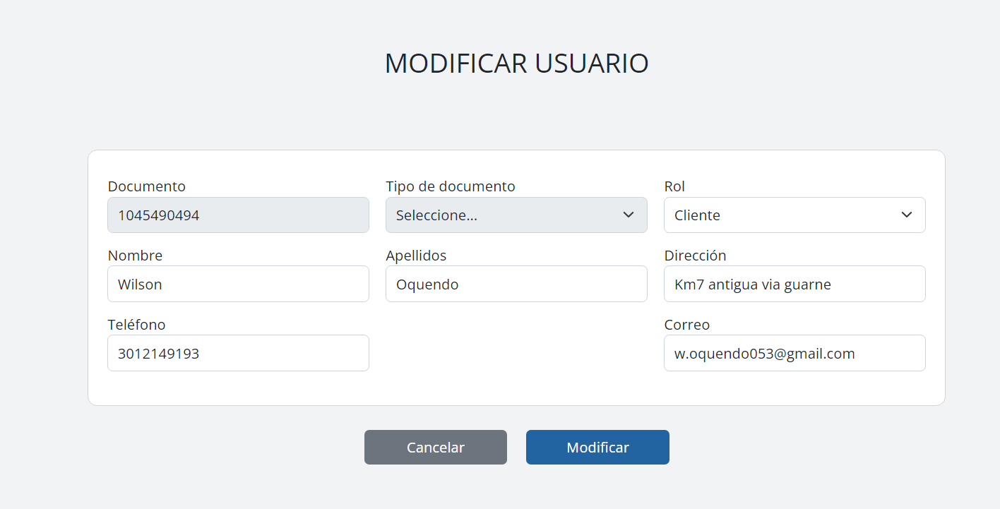 MODIFICAR USUARIO
Documento
1045490494
Tipo de documento
Seleccione...
Rol
Cliente
Nombre
Wilson
Apellidos
Oquendo
Dirección
Km7 antigua via guarne
Teléfono
3012149193
Correo
w.oquendo053@gmail.com
Cancelar
Modificar